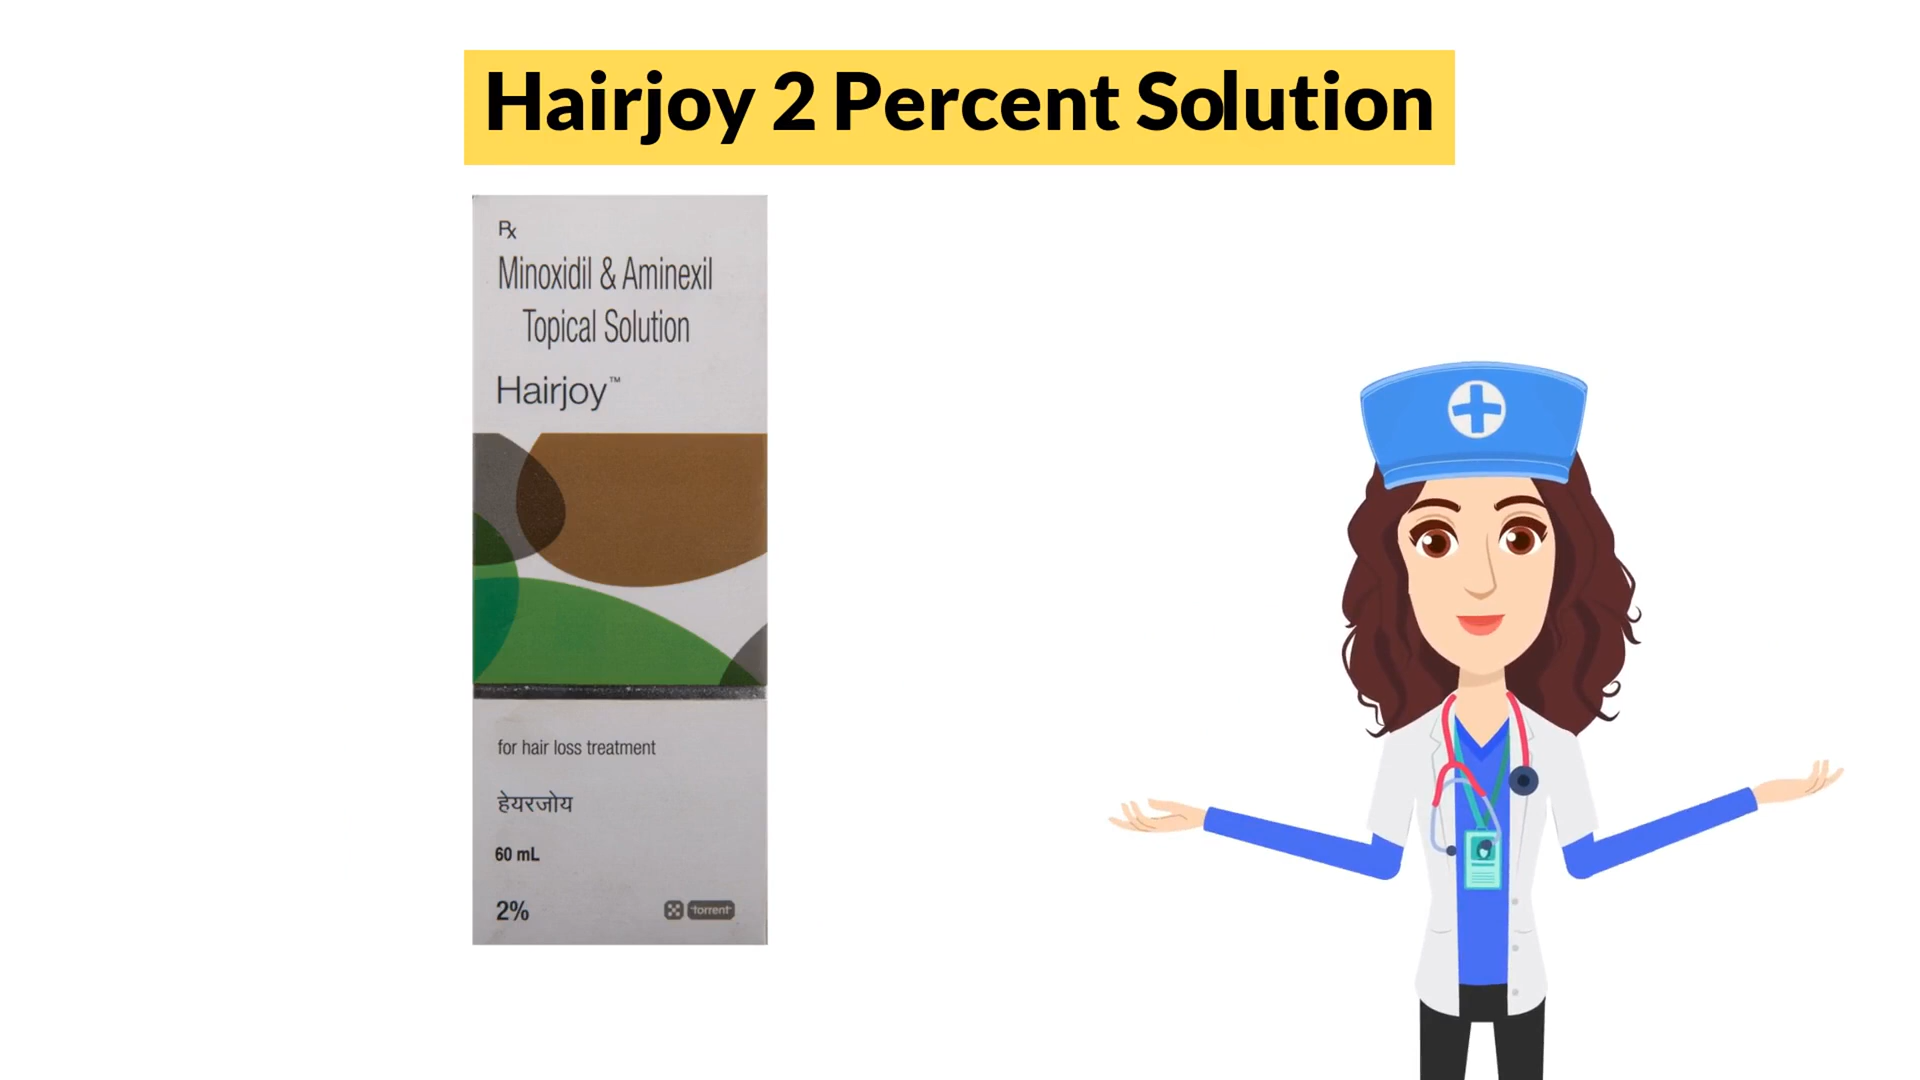 Hairjoy 2 Percent Solution
Rx
Minoxidil & Aminexil
Topical Solution
Hairjoy™
for hair loss treatment
हेयरजोय
60 mL
2%
torrent